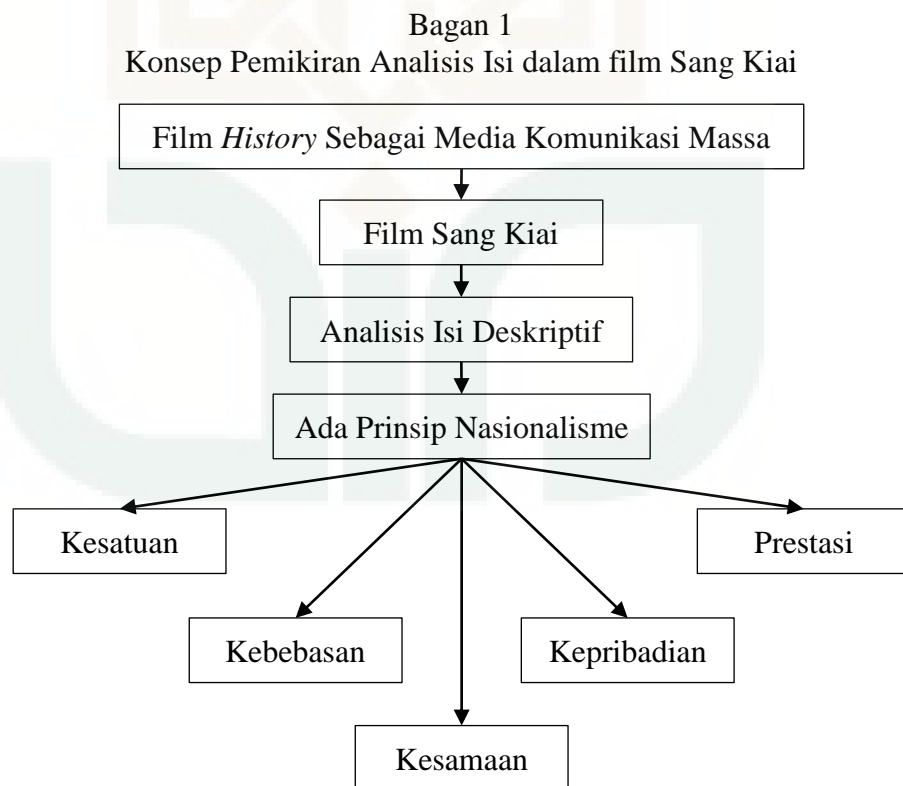 Bagan 1
Konsep Pemikiran Analisis Isi dalam film Sang Kiai
Film History Sebagai Media Komunikasi Massa
Film Sang Kiai
Analisis Isi Deskriptif
Ada Prinsip Nasionalisme
Kesatuan
Prestasi
Kebebasan
Kepribadian
Kesamaan